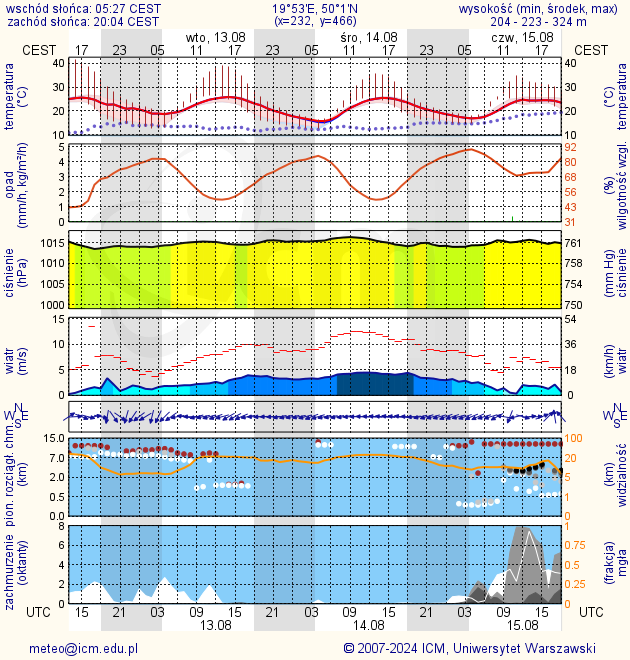 wschód słońca: 05:27 CEST 19°53'E, 50°1'N wysokość (min, środek, max)
zachód słońca: 20:04 CEST (x=232, y=466) 204 - 223 - 324 m
wto, 13.08 śro, 14.08 czw, 15.08
CEST 17 23 05 11 17 23 05 11 17 23 05 11 CEST
temperatura (°C) 40 30 20 10 40 30 20 10 temperatura (°C)
opad (mm/h, kg/m²/h) 5 4 3 2 1 0 92 80 68 56 43 31 (%) wilgotność wzgl.
ciśnienie (hPa) 1015 1010 1005 1000 761 758 754 750 (mm Hg) ciśnienie
wiatr (m/s) 15 10 5 0 54 36 18 0 (km/h) wiatr
N W E S N W E S
pion. rozciągł. chm. (km) 15.0 7.0 2.0 0.5 0.0 100 20 5 1 0 (km) widzialność
zachmurzenie (oktanty) 8 6 4 2 0 1 0.75 0.5 0.25 0 (frakcja) mgła
UTC 15 21 03 09 15 21 03 09 15 21 03 09 15 UTC
13.08 14.08 15.08
meteo@icm.edu.pl © 2007-2024 ICM, Uniwersytet Warszawski